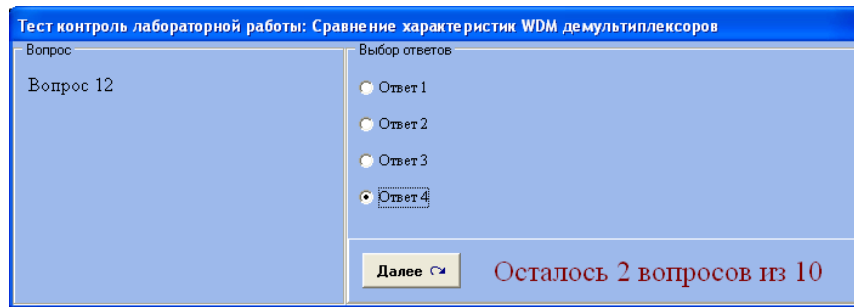 Тест контроль лабораторной работы: Сравнение характеристик WDM демультиплексоров
Вопрос
Вопрос 12
Выбор ответов
Ответ 1
Ответ 2
Ответ 3
Ответ 4
Далее
Осталось 2 вопросов из 10